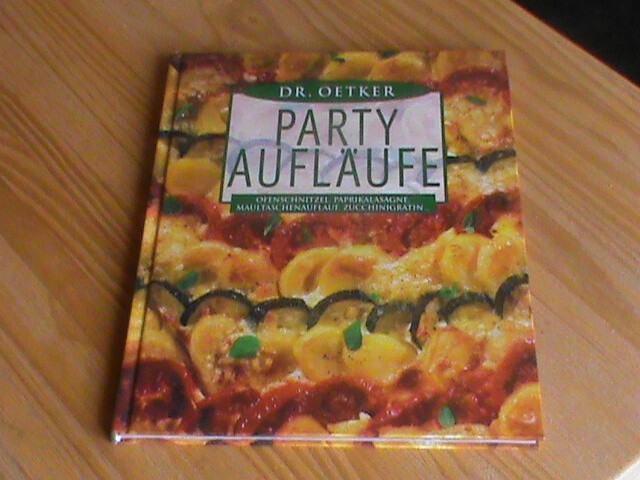 DR. OETKER
PARTY
AUFLÄUFE
OFENSCHNITZEL, PAPRIKALASAGNE,
MAULTASCHENAUFLAUF, ZUCCHINIGRATIN...